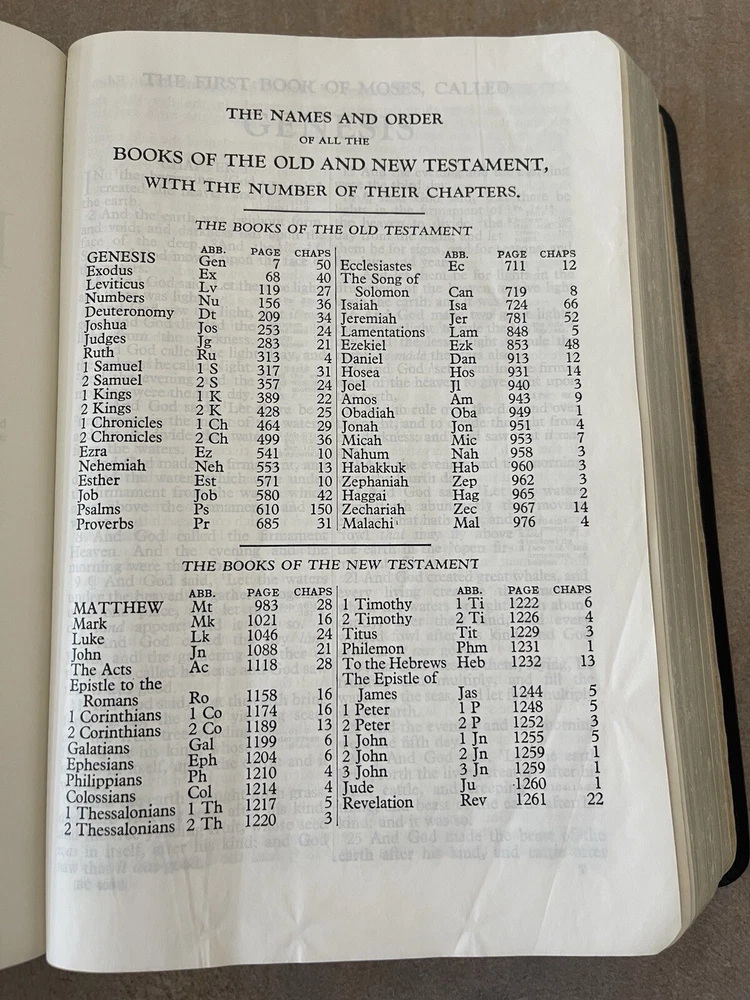 THE NAMES AND ORDER
OF ALL THE
BOOKS OF THE OLD AND NEW TESTAMENT,
WITH THE NUMBER OF THEIR CHAPTERS.
THE BOOKS OF THE OLD TESTAMENT
ABB. PAGE CHAPS
GENESIS Gen 7 50
Exodus Ex 68 40
Leviticus Lv 119 27
Numbers Nu 156 36
Deuteronomy Dt 209 34
Joshua Jos 253 24
Judges Jg 283 21
Ruth Ru 313 4
1 Samuel 1 S 317 31
2 Samuel 2 S 357 24
1 Kings 1 K 389 22
2 Kings 2 K 428 25
1 Chronicles 1 Ch 464 29
2 Chronicles 2 Ch 499 36
Ezra Ez 541 10
Nehemiah Neh 553 13
Esther Est 571 10
Job Job 580 42
Psalms Ps 610 150
Proverbs Pr 685 31
ABB. PAGE CHAPS
Ecclesiastes Ec 711 12
The Song of
Solomon Can 719 8
Isaiah Isa 724 66
Jeremiah Jer 781 52
Lamentations Lam 848 5
Ezekiel Ezk 853 48
Daniel Dan 913 12
Hosea Hos 931 14
Joel Jl 940 3
Amos Am 943 9
Obadiah Oba 949 1
Jonah Jon 951 4
Micah Mic 953 7
Nahum Nah 958 3
Habakkuk Hab 960 3
Zephaniah Zep 962 3
Haggai Hag 965 2
Zechariah Zec 967 14
Malachi Mal 976 4
THE BOOKS OF THE NEW TESTAMENT
ABB. PAGE CHAPS
MATTHEW Mt 983 28
Mark Mk 1021 16
Luke Lk 1046 24
John Jn 1088 21
The Acts Ac 1118 28
Epistle to the
Romans Ro 1158 16
1 Corinthians 1 Co 1174 16
2 Corinthians 2 Co 1189 13
Galatians Gal 1199 6
Ephesians Eph 1204 6
Philippians Ph 1210 4
Colossians Col 1214 4
1 Thessalonians 1 Th 1217 5
2 Thessalonians 2 Th 1220 3
ABB. PAGE CHAPS
1 Timothy 1 Ti 1222 6
2 Timothy 2 Ti 1226 4
Titus Tit 1229 3
Philemon Phm 1231 1
To the Hebrews Heb 1232 13
The Epistle of
James Jas 1244 5
1 Peter 1 P 1248 5
2 Peter 2 P 1252 3
1 John 1 Jn 1255 5
2 John 2 Jn 1259 1
3 John 3 Jn 1259 1
Jude Ju 1260 1
Revelation Rev 1261 22